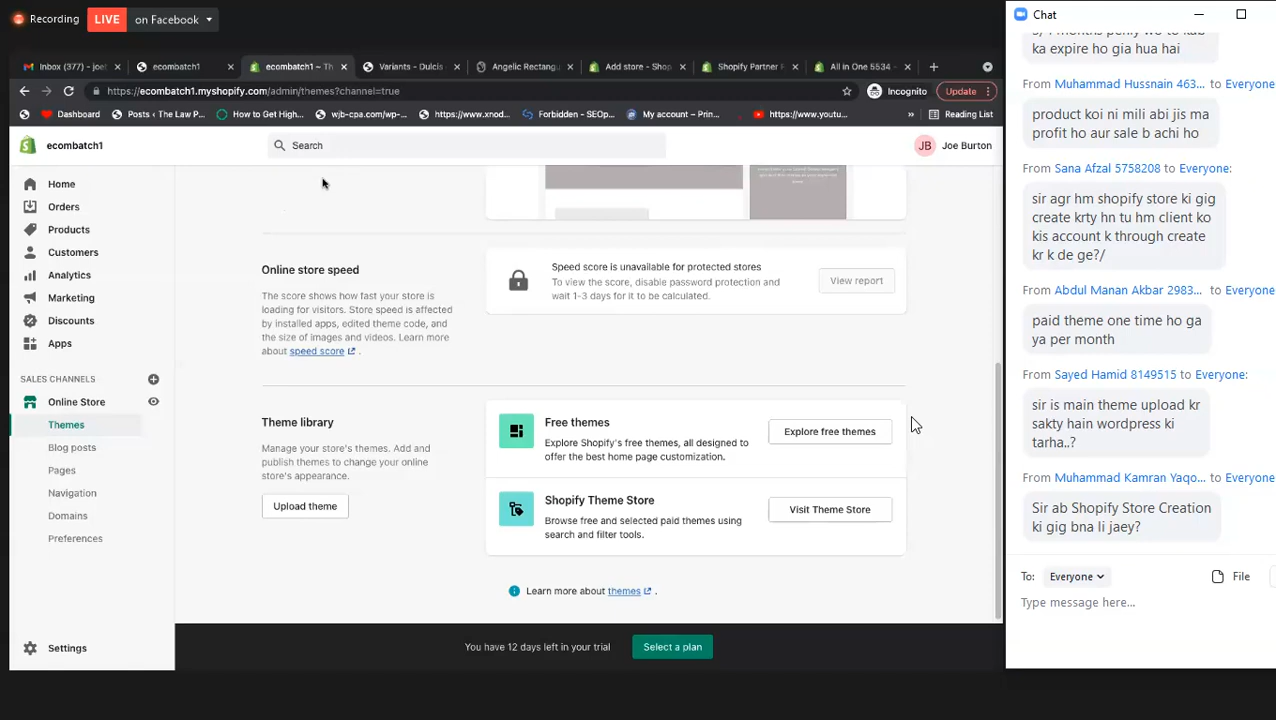 Recording LIVE on Facebook
Chat
Inbox (377) - joe
ecombatch1
ecombatch1 ~ Th
Variants - Dulcis
Angelic Rectang
Add store - Shop
Shopify Partner
All in One 5534 -
https://ecombatch1.myshopify.com/admin/themes?channel=true
Incognito
Update
Dashboard
Posts ‹ The Law P...
How to Get High...
wjb-cpa.com/wp...
https://www.xnod...
Forbidden - SEOp...
My Account - Prin...
https://www.youtu...
»
Reading List
ecombatch1
Search
JB Joe Burton
Home
Orders
Products
Customers
Analytics
Marketing
Discounts
Apps
SALES CHANNELS
Online Store
Themes
Blog posts
Pages
Navigation
Domains
Preferences
Settings
Online store speed
The score shows how fast your store is
loading for visitors. Store speed is affected
by installed apps, edited theme code, and
the size of images and videos. Learn more
about speed score .
Speed score is unavailable for protected stores
To view the score, disable password protection and
wait 1-3 days for it to be calculated.
View report
Theme library
Manage your store's themes. Add and
publish themes to change your online
store's appearance.
Upload theme
Free themes
Explore Shopify's free themes, all designed to
offer the best home page customization.
Explore free themes
Shopify Theme Store
Browse free and selected paid themes using
search and filter tools.
Visit Theme Store
Learn more about themes .
You have 12 days left in your trial
Select a plan
ka expire ho gia hua hai
From Muhammad Hussnain 463... to Everyone:
product koi ni mili abi jis ma
profit ho aur sale b achi ho
From Sana Afzal 5758208 to Everyone:
sir agr hm shopify store ki gig
create krty hn tu hm client ko
kis account k through create
kr k de ge?/
From Abdul Manan Akbar 2983... to Everyone
paid theme one time ho ga
ya per month
From Sayed Hamid 8149515 to Everyone:
sir is main theme upload kr
sakty hain wordpress ki
tarha..?
From Muhammad Kamran Yaqo... to Everyone
Sir ab Shopify Store Creation
ki gig bna li jaey?
To: Everyone
File
Type message here...